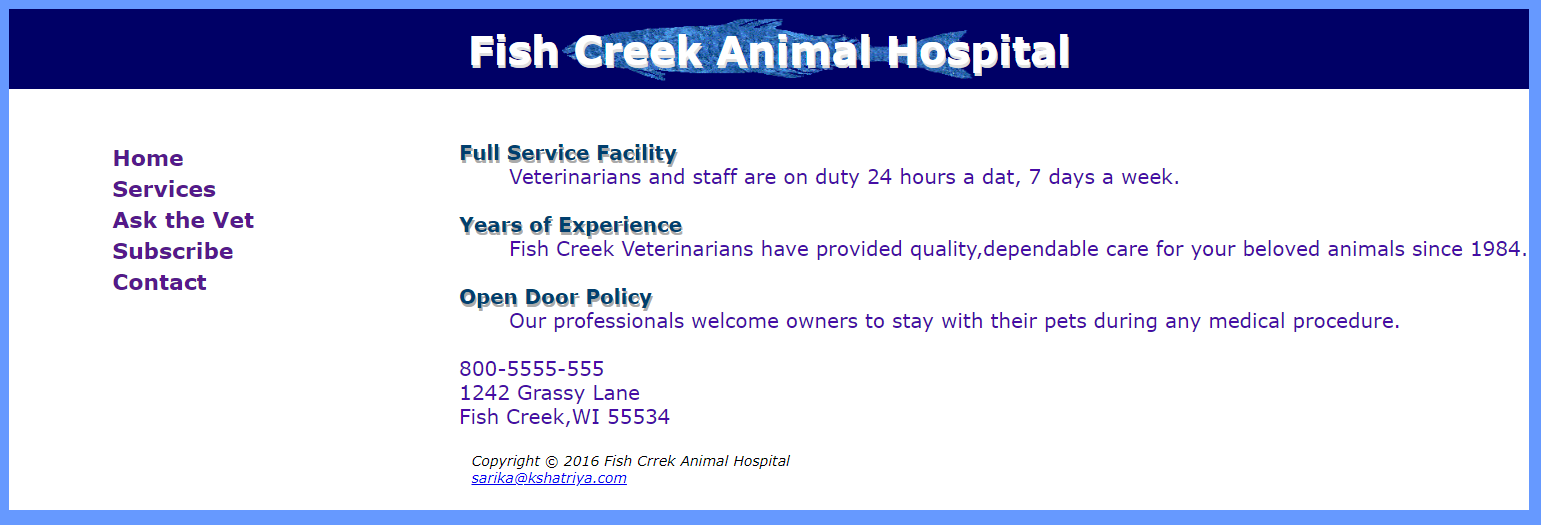 Fish Creek Animal Hospital
Home
Services
Ask the Vet
Subscribe
Contact
Full Service Facility
Veterinarians and staff are on duty 24 hours a dat, 7 days a week.
Years of Experience
Fish Creek Veterinarians have provided quality,dependable care for your beloved animals since 1984.
Open Door Policy
Our professionals welcome owners to stay with their pets during any medical procedure.
800-5555-555
1242 Grassy Lane
Fish Creek,WI 55534
Copyright © 2016 Fish Crrek Animal Hospital
sarika@kshatriya.com